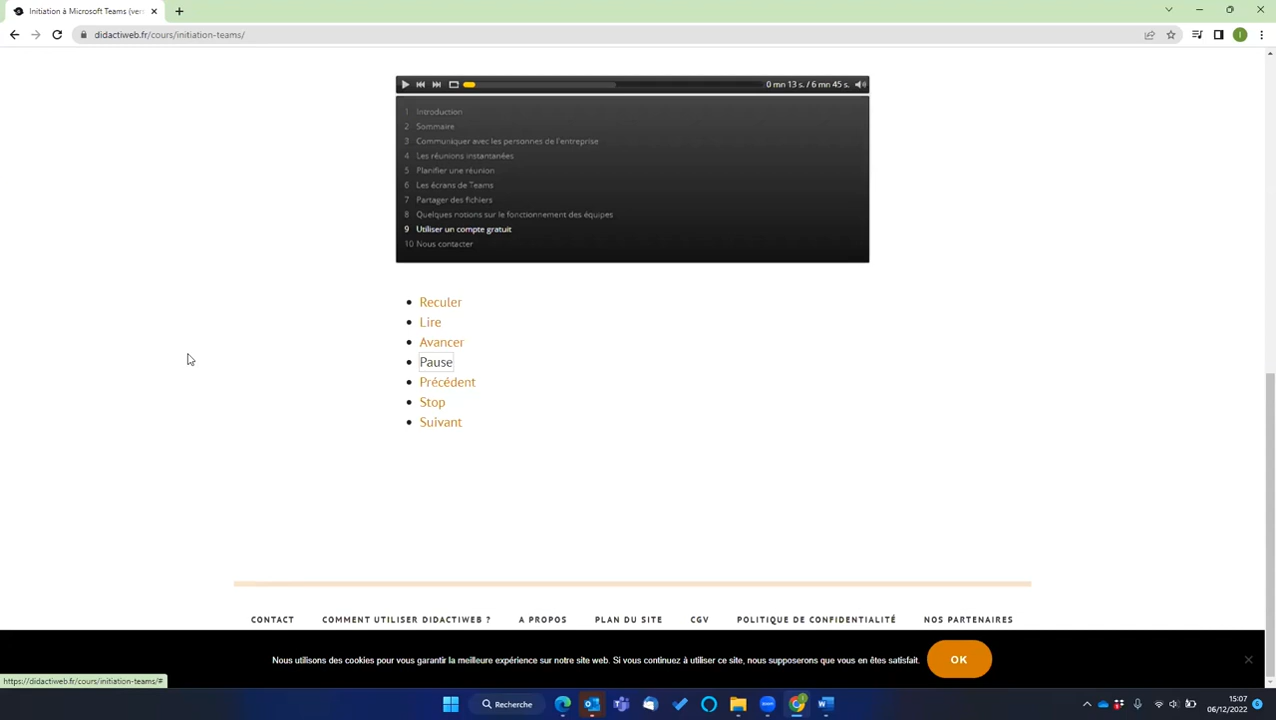 Initiation à Microsoft Teams (ver
didactiweb.fr/cours/initiation-teams/
0 mn 13 s. / 6 mn 45 s.
1 Introduction
2 Sommaire
3 Communiquer avec les personnes de l'entreprise
4 Les réunions instantanées
5 Planifier une réunion
6 Les écrans de Teams
7 Partager des fichiers
8 Quelques notions sur le fonctionnement des équipes
9 Utiliser un compte gratuit
10 Nous contacter
Reculer
Lire
Avancer
Pause
Précédent
Stop
Suivant
CONTACT COMMENT UTILISER DIDACTIWEB ? A PROPOS PLAN DU SITE CGV POLITIQUE DE CONFIDENTIALITÉ NOS PARTENAIRES
Nous utilisons des cookies pour vous garantir la meilleure expérience sur notre site web. Si vous continuez à utiliser ce site, nous supposerons que vous en êtes satisfait. OK
https://didactiweb.fr/cours/initiation-teams/#
Recherche
15:07
06/12/2022